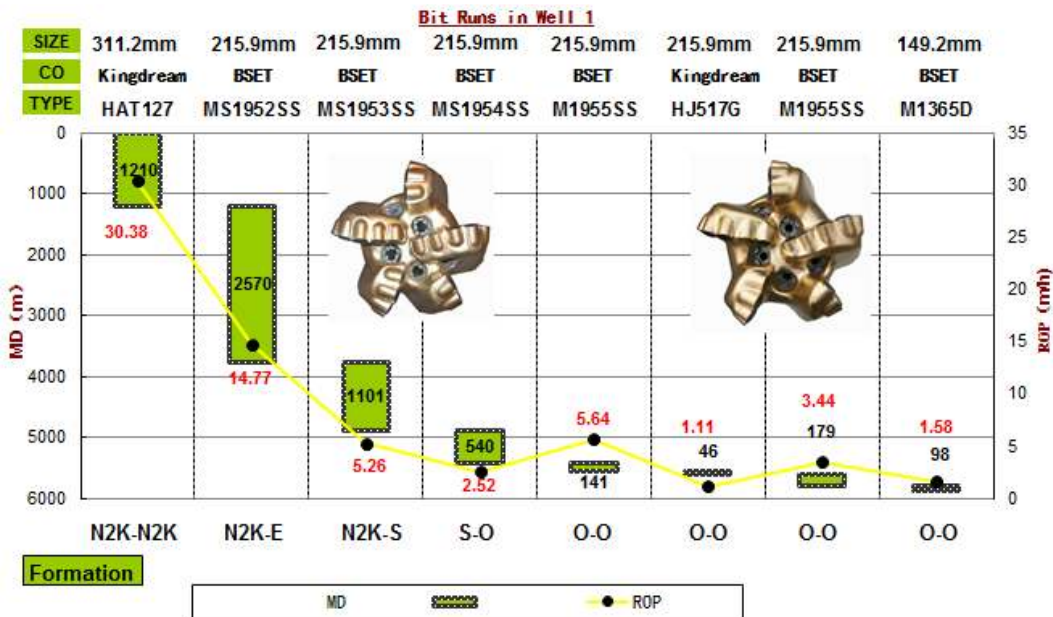 Bit Runs in Well 1
SIZE 311.2mm 215.9mm 215.9mm 215.9mm 215.9mm 215.9mm 215.9mm 149.2mm
CO Kingdream BSET BSET BSET BSET Kingdream BSET BSET
TYPE HAT127 MS1952SS MS1953SS MS1954SS M1955SS HJ517G M1955SS M1365D
0 35
1210
1000 30
30.38
25
2000
2570 20
3000
15
14.77
4000
1101 10
3.44
5.64 1.11 1.58
179
5000
540 46 98 5
5.26
2.52 141
6000 0
MD (m)
ROP (m/h)
N2K-N2K N2K-E N2K-S S-O O-O O-O O-O O-O
Formation
MD ROP